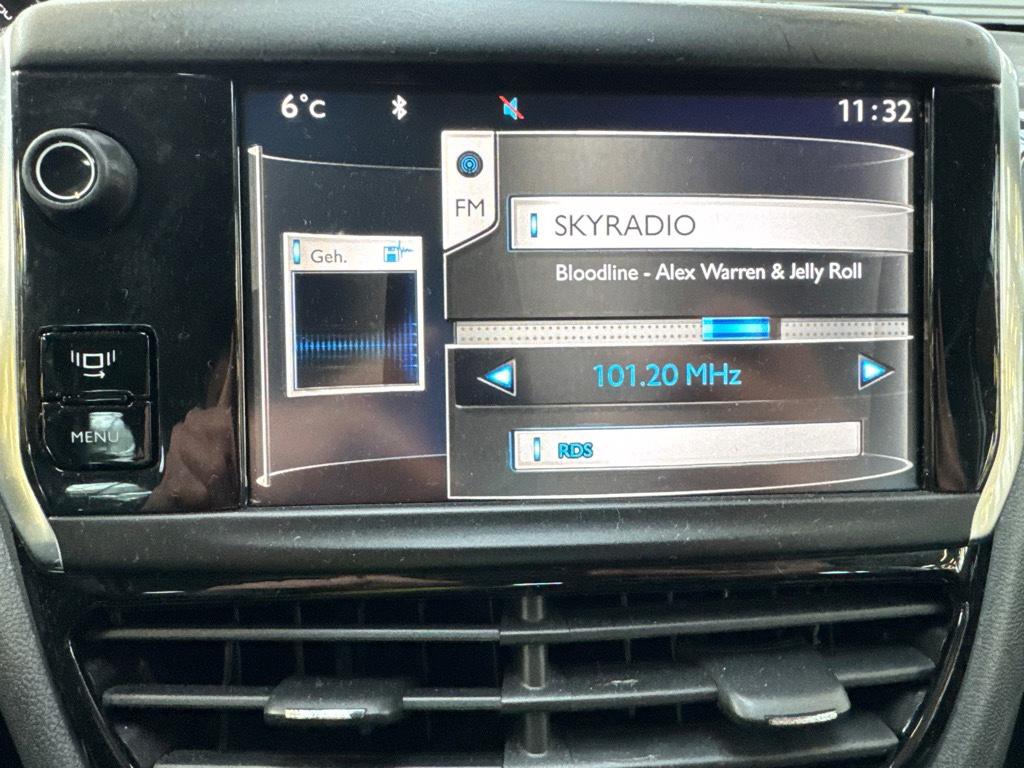 6°C 11:32
FM
SKYRADIO
Geh.
Bloodline - Alex Warren & Jelly Roll
101.20 MHz
MENU
RDS